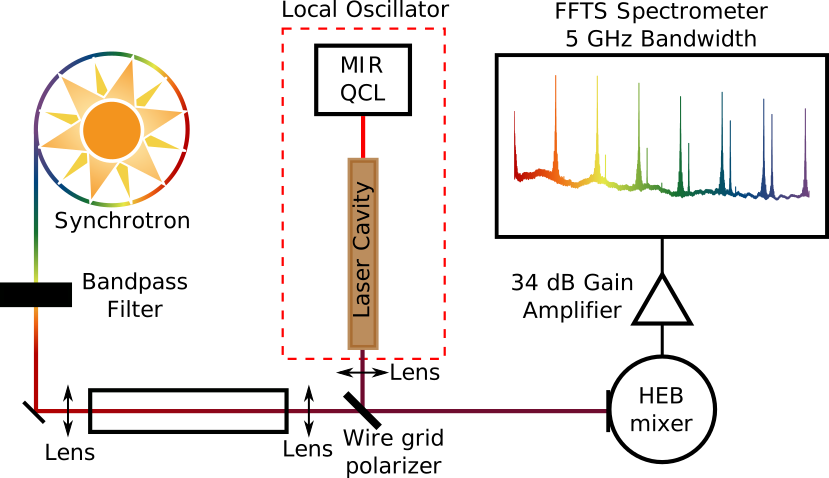 Local Oscillator
FFTS Spectrometer
5 GHz Bandwidth
MIR
QCL
Synchrotron
Laser Cavity
Bandpass
Filter
34 dB Gain
Amplifier
Lens
HEB
mixer
Lens
Lens
Wire grid
polarizer